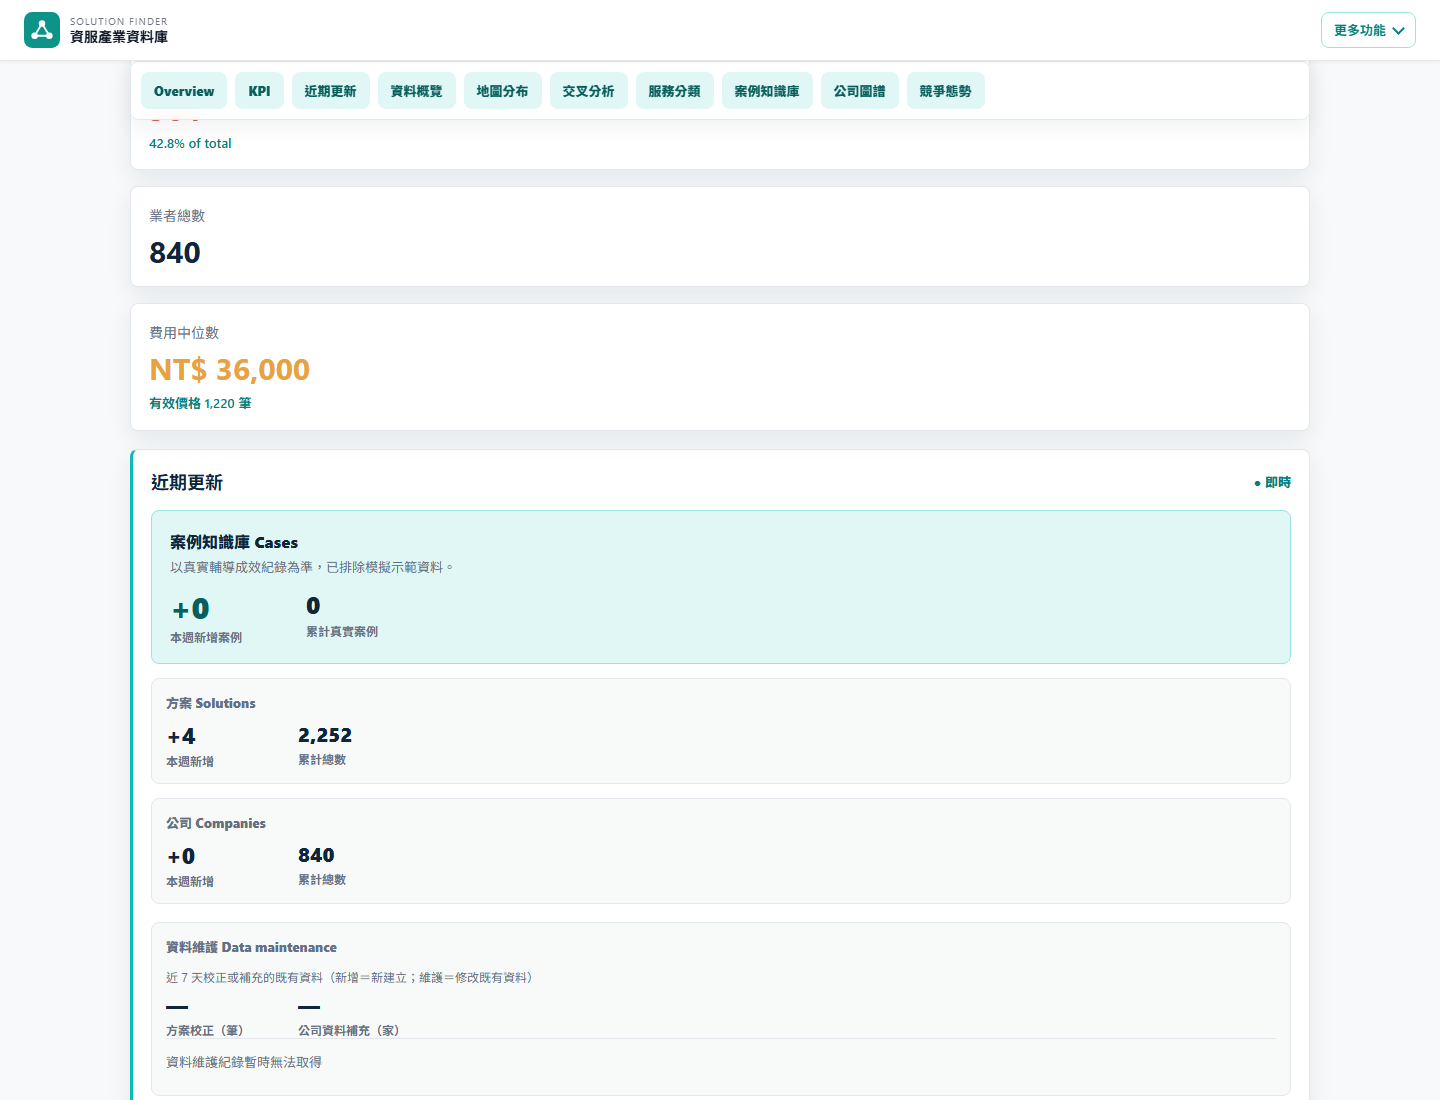 SOLUTION FINDER
資服產業資料庫
更多功能
Overview KPI 近期更新 資料概覽 地圖分布 交叉分析 服務分類 案例知識庫 公司圖譜 競爭態勢
42.8% of total
業者總數
840
費用中位數
NT$ 36,000
有效價格 1,220 筆
近期更新
● 即時
案例知識庫 Cases
以真實輔導成效紀錄為準，已排除模擬示範資料。
+0 0
本週新增案例 累計真實案例
方案 Solutions
+4 2,252
本週新增 累計總數
公司 Companies
+0 840
本週新增 累計總數
資料維護 Data maintenance
近 7 天校正或補充的既有資料（新增＝新建立；維護＝修改既有資料）
— —
方案校正（筆） 公司資料補充（家）
資料維護紀錄暫時無法取得